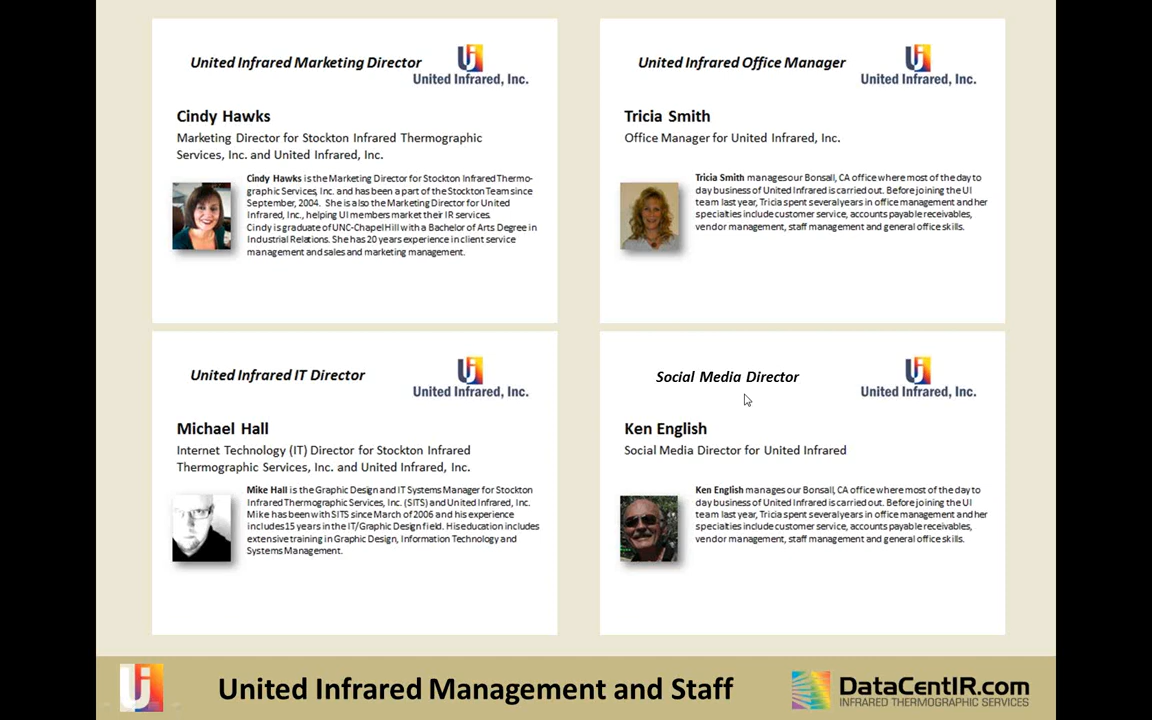 United Infrared Marketing Director
United Infrared, Inc.
Cindy Hawks
Marketing Director for Stockton Infrared Thermographic
Services, Inc. and United Infrared, Inc.
Cindy Hawks is the Marketing Director for Stockton Infrared Thermo-
graphic Services, Inc. and has been a part of the Stockton Team since
September, 2004. She is also the Marketing Director for United
Infrared, Inc., helping UI members market their IR services.
Cindy is graduate of UNC-Chapel Hill with a Bachelor of Arts Degree in
Industrial Relations. She has 20 years experience in client service
management and sales and marketing management.
United Infrared Office Manager
United Infrared, Inc.
Tricia Smith
Office Manager for United Infrared, Inc.
Tricia Smith manages our Bonsall, CA office where most of the day to
day business of United Infrared is carried out. Before joining the UI
team last year, Tricia spent several years in office management and her
specialties include customer service, accounts payable receivables,
vendor management, staff management and general office skills.
United Infrared IT Director
United Infrared, Inc.
Michael Hall
Internet Technology (IT) Director for Stockton Infrared
Thermographic Services, Inc. and United Infrared, Inc.
Mike Hall is the Graphic Design and IT Systems Manager for Stockton
Infrared Thermographic Services, Inc. (SITS) and United Infrared, Inc.
Mike has been with SITS since March of 2006 and his experience
includes 15 years in the IT/Graphic Design field. His education includes
extensive training in Graphic Design, Information Technology and
Systems Management.
Social Media Director
United Infrared, Inc.
Ken English
Social Media Director for United Infrared
Ken English manages our Bonsall, CA office where most of the day to
day business of United Infrared is carried out. Before joining the UI
team last year, Tricia spent several years in office management and her
specialties include customer service, accounts payable receivables,
vendor management, staff management and general office skills.
United Infrared Management and Staff
DataCentIR.com
INFRARED THERMOGRAPHIC SERVICES